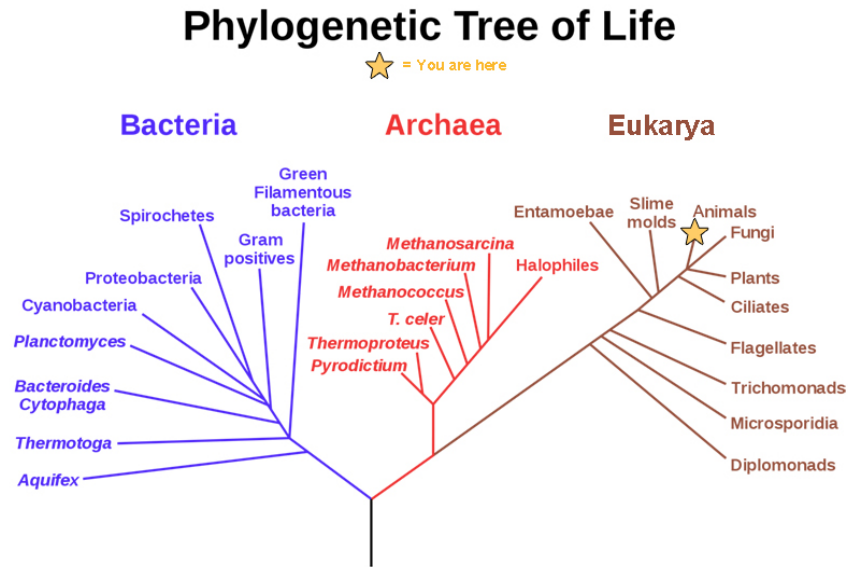 Phylogenetic Tree of Life
= You are here
Bacteria
Archaea
Eukarya
Green
Filamentous
bacteria
Spirochetes
Gram
positives
Proteobacteria
Cyanobacteria
Planctomyces
Bacteroides
Cytophaga
Thermotoga
Aquifex
Methanosarcina
Methanobacterium
Halophiles
Methanococcus
T. celer
Thermoproteus
Pyrodictium
Entamoebae
Slime
molds
Animals
Fungi
Plants
Ciliates
Flagellates
Trichomonads
Microsporidia
Diplomonads